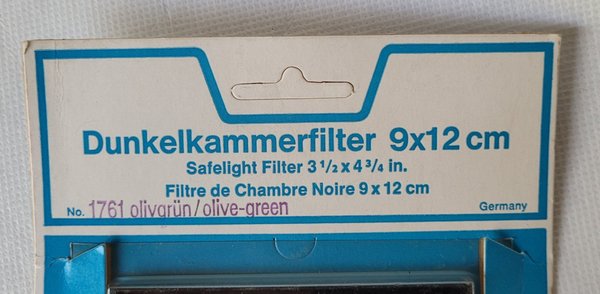 Dunkelkammerfilter 9x12 cm
Safelight Filter 3 1/2 x 4 3/4 in.
Filtre de Chambre Noire 9 x 12 cm
No. 1761 olivgrün/olive-green Germany